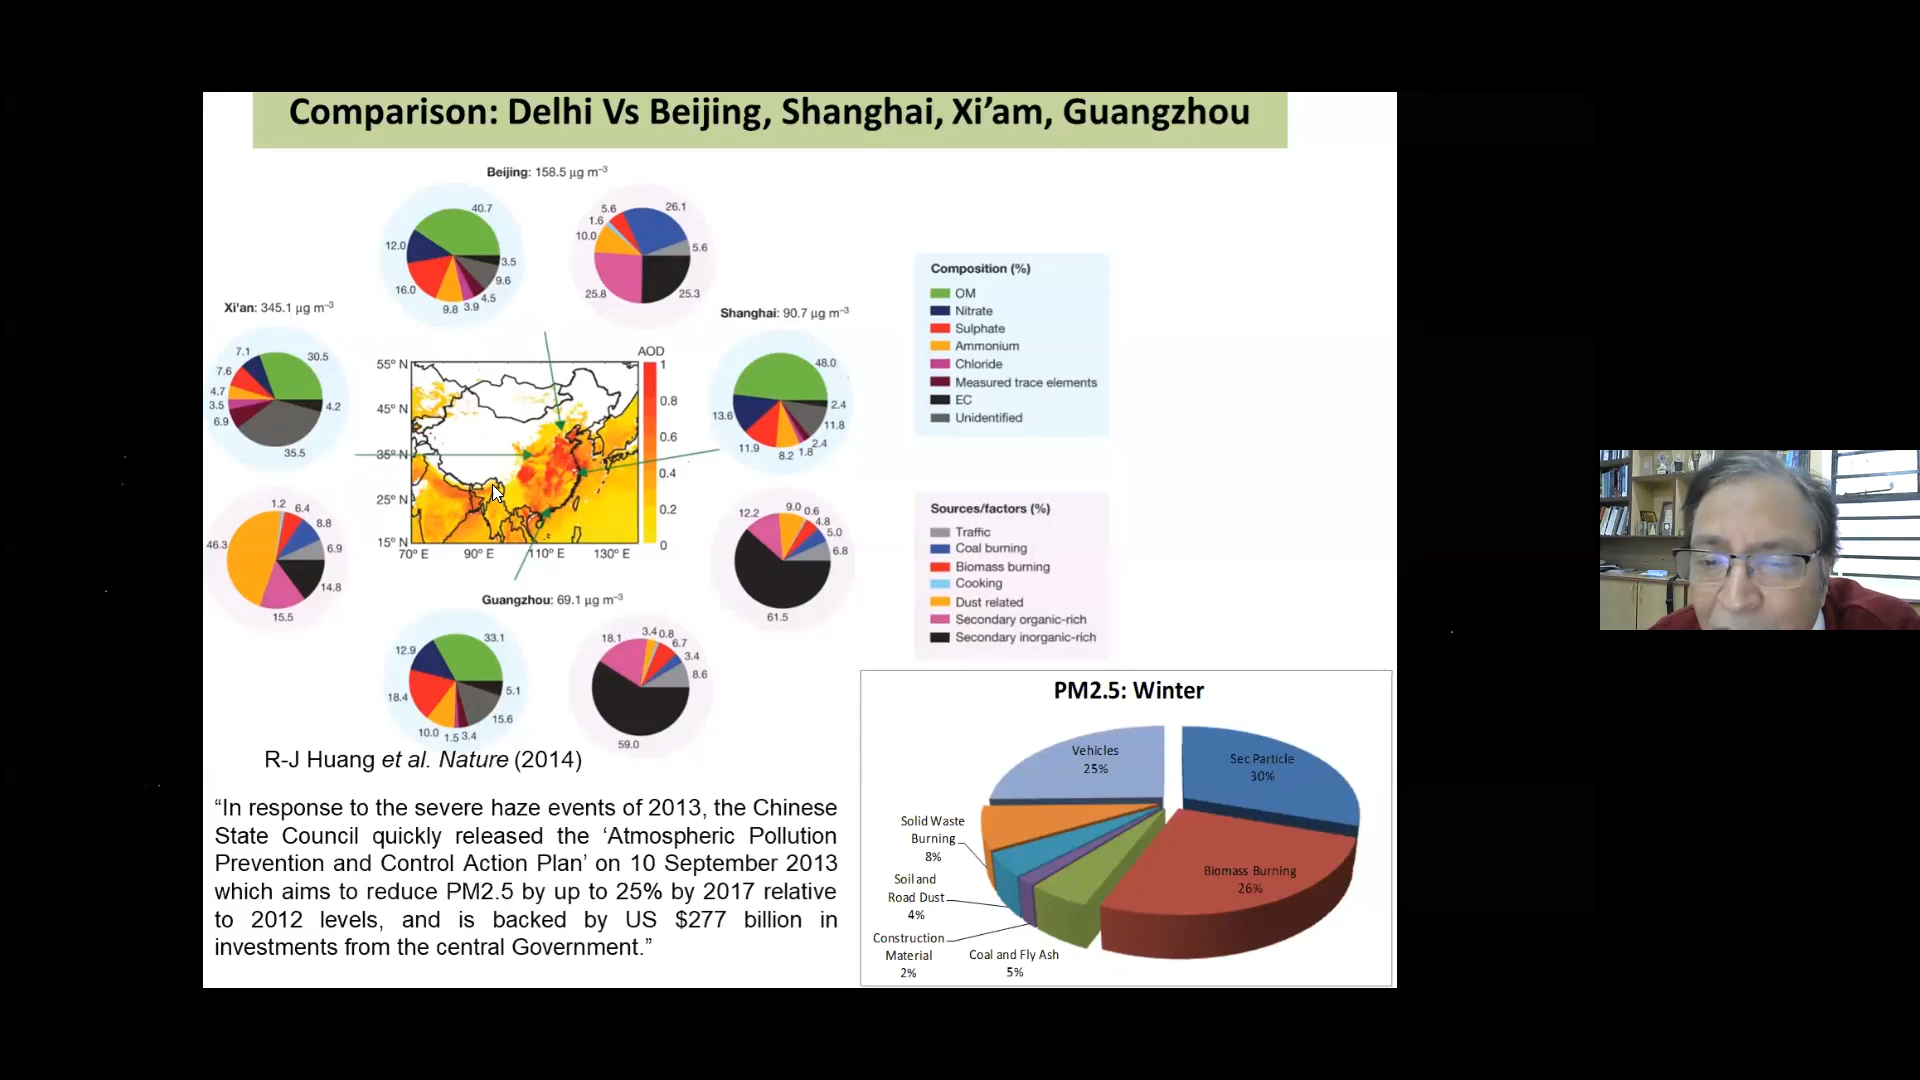 Comparison: Delhi Vs Beijing, Shanghai, Xi’am, Guangzhou
Beijing: 158.5 µg m⁻³
40.7
12.0
16.0
9.8
3.9
4.5
9.6
3.5
5.6
26.1
1.6
10.0
5.6
25.8
25.3
Xi'an: 345.1 µg m⁻³
7.1
30.5
7.6
4.7
3.5
6.9
4.2
35.5
1.2
6.4
8.8
46.3
6.9
14.8
15.5
AOD
55° N
45° N
35° N
25° N
15° N
70° E
90° E
110° E
130° E
1
0.8
0.6
0.4
0.2
0
Shanghai: 90.7 µg m⁻³
48.0
13.6
2.4
11.8
11.9
8.2
1.8
2.4
12.2
9.0
0.6
4.8
5.0
6.8
61.5
Guangzhou: 69.1 µg m⁻³
33.1
12.9
18.4
5.1
15.6
10.0
1.5
3.4
18.1
3.4
0.8
6.7
3.4
8.6
59.0
Composition (%)
OM
Nitrate
Sulphate
Ammonium
Chloride
Measured trace elements
EC
Unidentified
Sources/factors (%)
Traffic
Coal burning
Biomass burning
Cooking
Dust related
Secondary organic-rich
Secondary inorganic-rich
R-J Huang et al. Nature (2014)
“In response to the severe haze events of 2013, the Chinese
State Council quickly released the ‘Atmospheric Pollution
Prevention and Control Action Plan’ on 10 September 2013
which aims to reduce PM2.5 by up to 25% by 2017 relative
to 2012 levels, and is backed by US $277 billion in
investments from the central Government.”
PM2.5: Winter
Vehicles
25%
Sec Particle
30%
Solid Waste
Burning
8%
Biomass Burning
26%
Soil and
Road Dust
4%
Construction
Material
2%
Coal and Fly Ash
5%